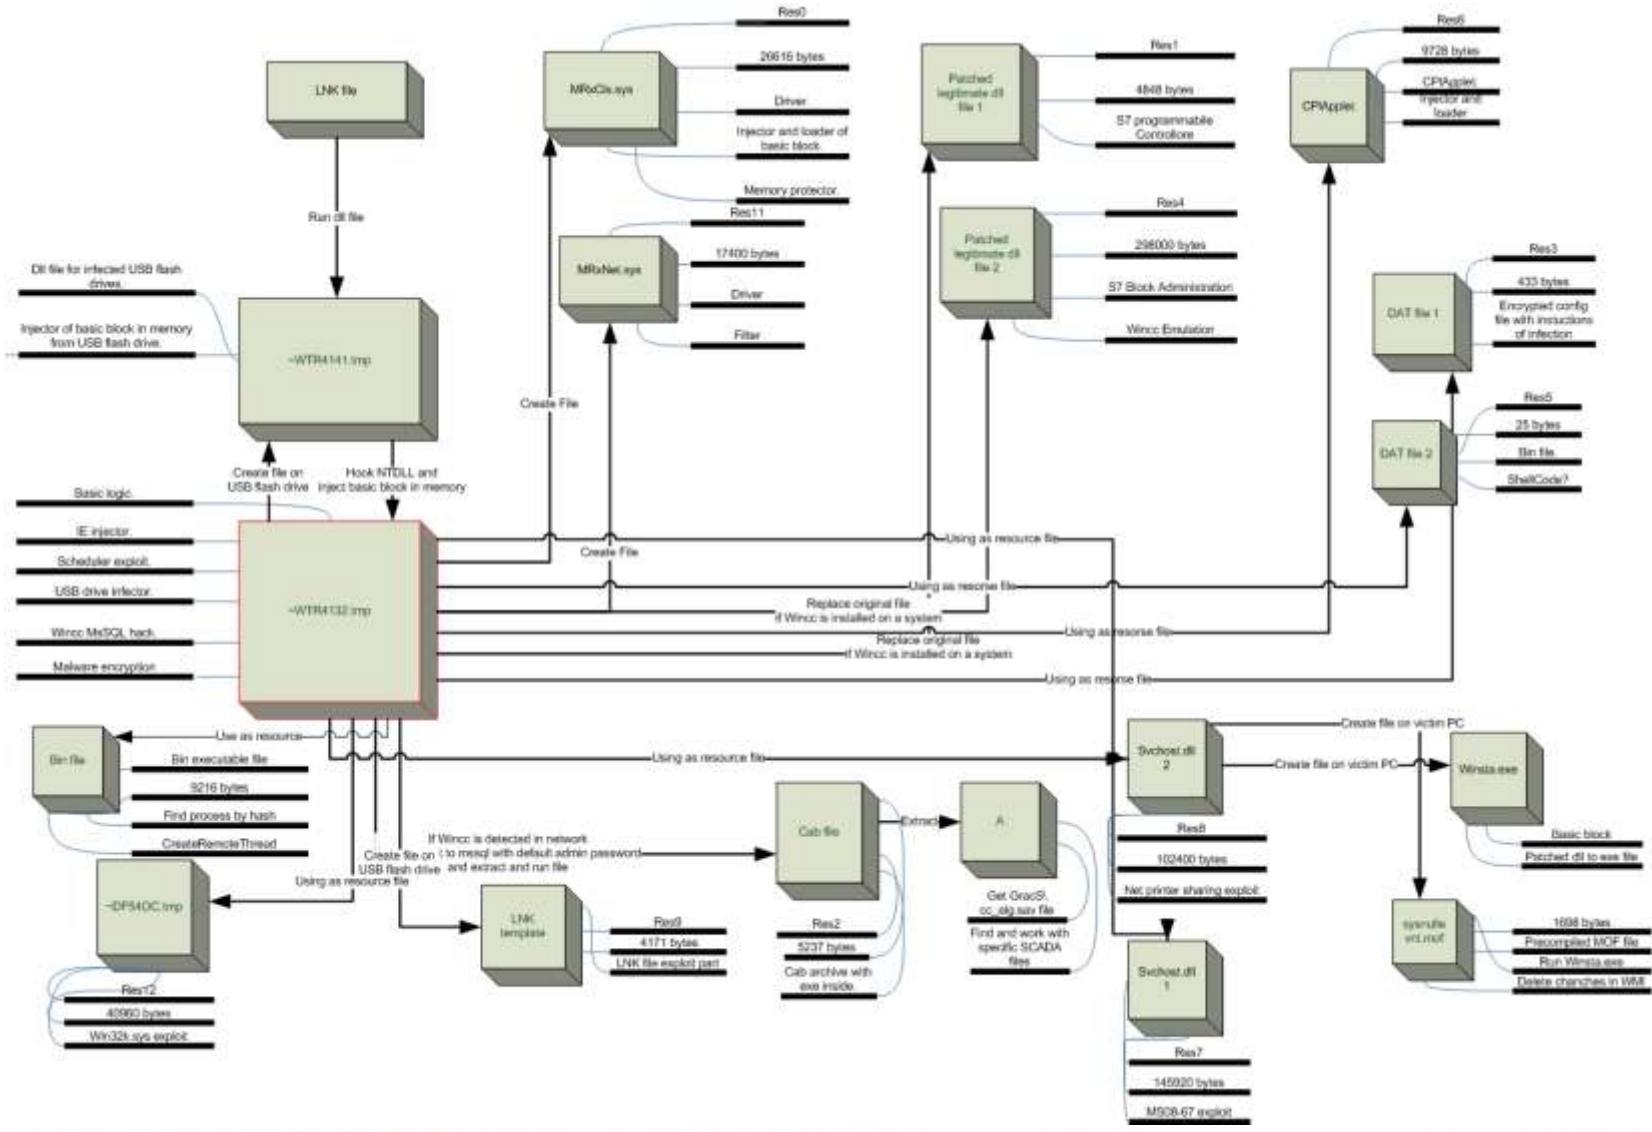 LNK file
Run dll file
Dll file for infected USB flash
drives.
Injector of basic block in memory
from USB flash drive.
~WTR4141.tmp
Create file on
USB flash drive
Hook NTDLL and
inject basic block in memory
Basic logic.
IE injector.
Scheduler exploit.
USB drive infector.
Wincc MsSQL hack.
Malware encryption
~WTR4132.tmp
MRxCls.sys
Res0
26616 bytes
Driver
Injector and loader of
basic block
Memory protector.
MRxNet.sys
Res11
17400 bytes
Driver
Filter
Create File
Create File
Patched
legitimate dll
file 1
Res1
4848 bytes
S7 programmabile
Controllore
Patched
legitimate dll
file 2
Res4
298000 bytes
S7 Block Administration
Wincc Emulation
CPlApplet
Res6
9728 bytes
CPlApplet.
Injector and
loader
DAT file 1
Res3
433 bytes
Encrypted config
file with instuctions
of infection
DAT file 2
Res5
25 bytes
Bin file.
ShellCode?
Using as resource file
Using as resorse file
Replace original file
if Wincc is installed on a system
Using as resorse file
Replace original file
if Wincc is installed on a system
Using as resorse file
Bin file
Use as resource
Bin executable file
9216 bytes
Find process by hash
CreateRemoteThread
~DF540C.tmp
Using as resource file
Res12
40960 bytes
Win32k.sys exploit
Using as resource file
Create file on
USB flash drive
If Wincc is detected in network
to mssql with default admin password
and extract and run file
LNK
template
Res9
4171 bytes
LNK file exploit part
Cab file
Res2
5237 bytes
Cab archive with
exe inside.
Extract
A
Get GracS\
cc_alg.sav file
Find and work with
specific SCADA
files
Svchost.dll
2
Res8
102400 bytes
Net printer sharing exploit
Svchost.dll
1
Res7
145920 bytes
MS08-67 exploit
Create file on victim PC
Create file on victim PC
Winsta.exe
Basic block
Patched dll to exe file
1698 bytes
Precompiled MOF file
Run Winsta.exe
Delete chanches in WMI